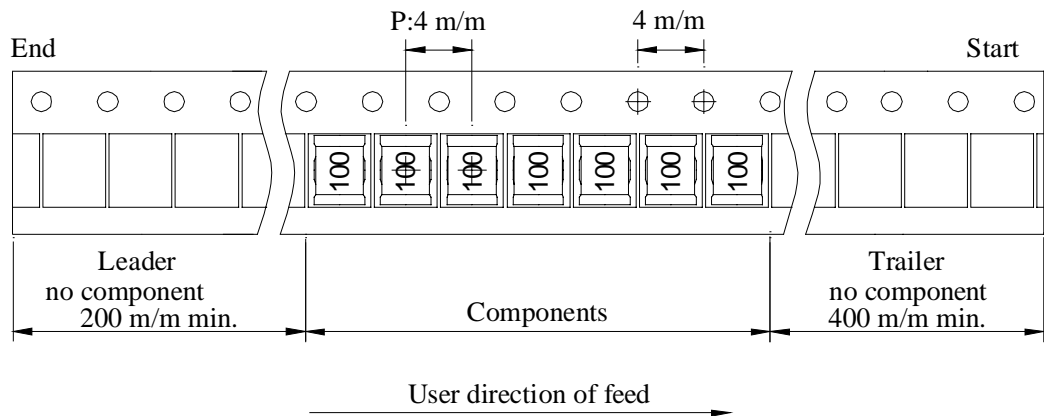 P:4 m/m
4 m/m
End
Start
100
100
100
100
100
100
100
Leader
no component
200 m/m min.
Components
Trailer
no component
400 m/m min.
User direction of feed